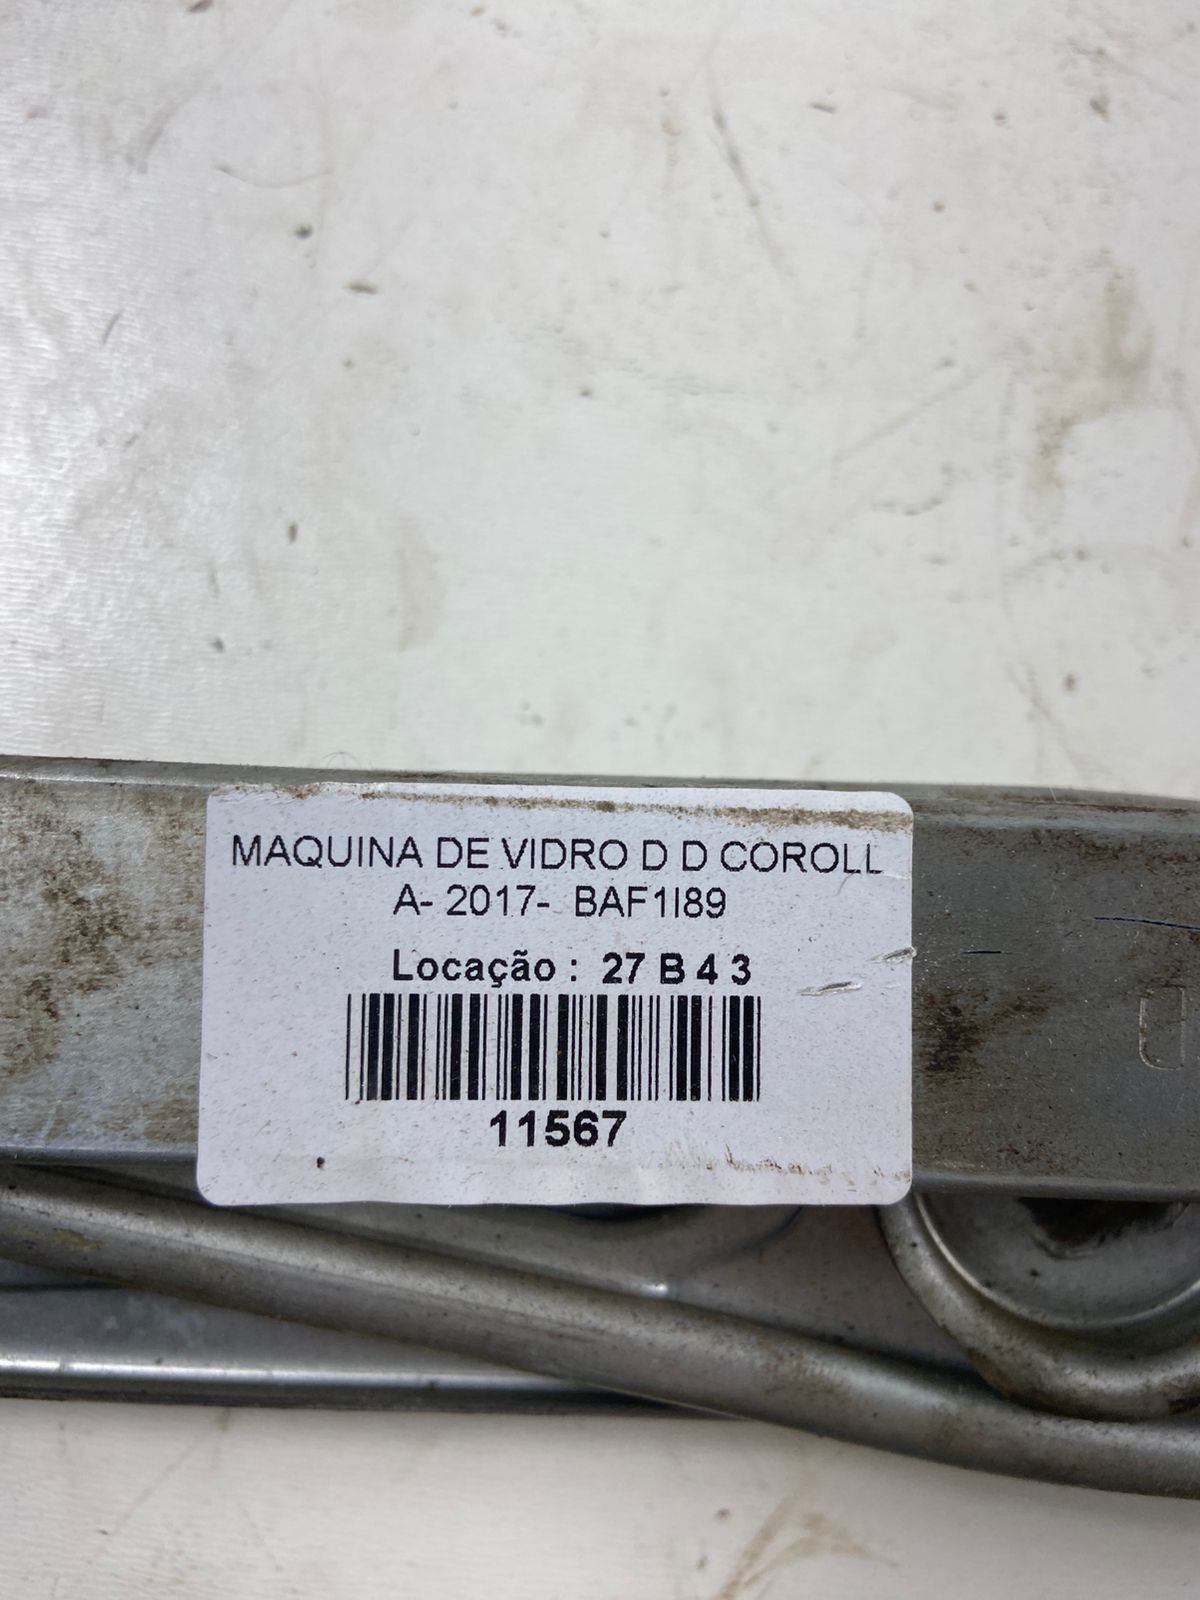 MAQUINA DE VIDRO D D COROLL
A- 2017- BAF1I89
Locação : 27 B 4 3
11567